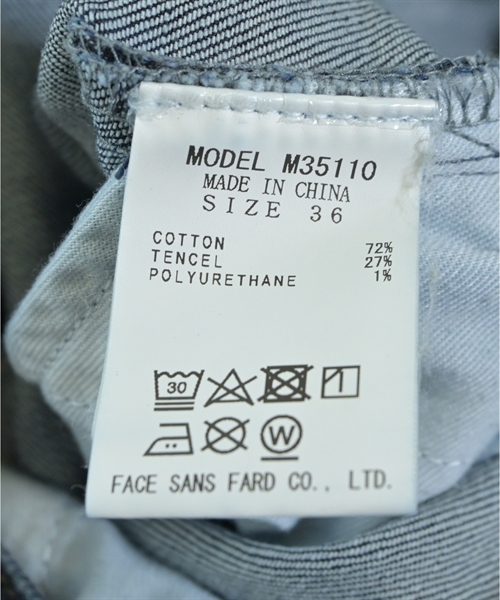 MODEL M35110
MADE IN CHINA
SIZE 36
COTTON 72%
TENCEL 27%
POLYURETHANE 1%
30
W
FACE SANS FARD CO., LTD.